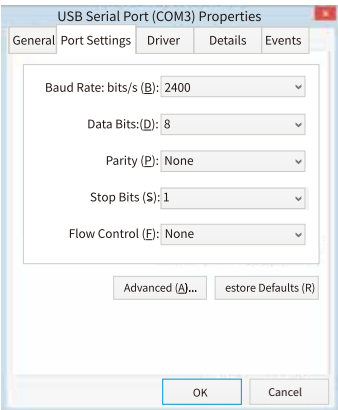 USB Serial Port (COM3) Properties
General Port Settings Driver Details Events
Baud Rate: bits/s (B): 2400
Data Bits:(D): 8
Parity (P): None
Stop Bits (S): 1
Flow Control (F): None
Advanced (A)... estore Defaults (R)
OK Cancel